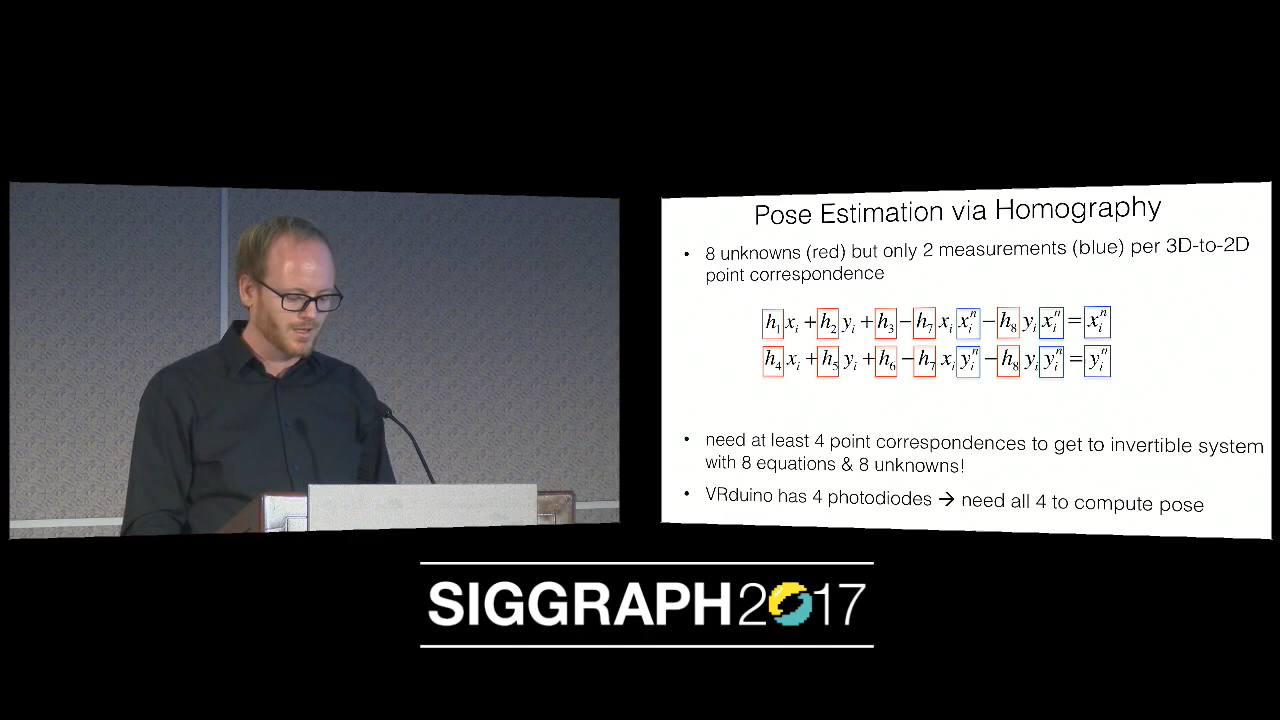 Pose Estimation via Homography
• 8 unknowns (red) but only 2 measurements (blue) per 3D-to-2D
point correspondence
h₁xᵢ + h₂yᵢ + h₃ − h₇xᵢxᵢⁿ − h₈yᵢxᵢⁿ = xᵢⁿ
h₄xᵢ + h₅yᵢ + h₆ − h₇xᵢyᵢⁿ − h₈yᵢyᵢⁿ = yᵢⁿ
• need at least 4 point correspondences to get to invertible system
with 8 equations & 8 unknowns!
• VRduino has 4 photodiodes → need all 4 to compute pose
SIGGRAPH2017